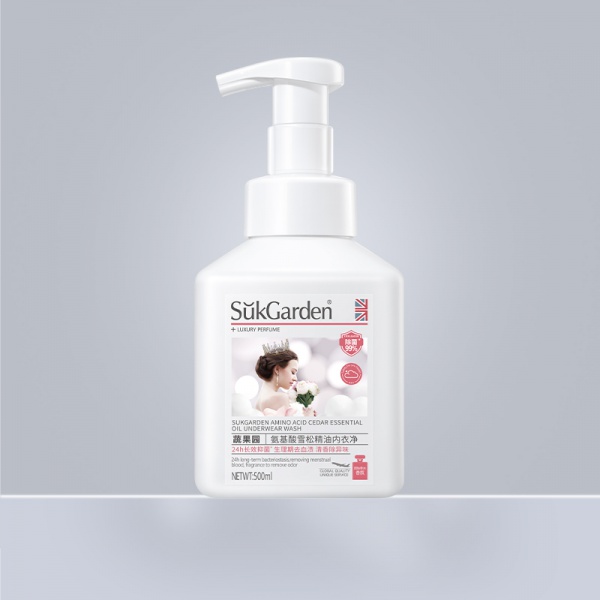 SŭkGarden®
+ LUXURY PERFUME
除菌
99%
SUKGARDEN AMINO ACID CEDAR ESSENTIAL
OIL UNDERWEAR WASH
蔬果园 氨基酸雪松精油内衣净
24h长效抑菌* 生理期去血渍 清香除异味
24h long-term bacteriostasis, removing menstrual
blood, fragrance to remove odor
GLOBAL QUALITY
UNIQUE SERVICE
NETWT:500ml